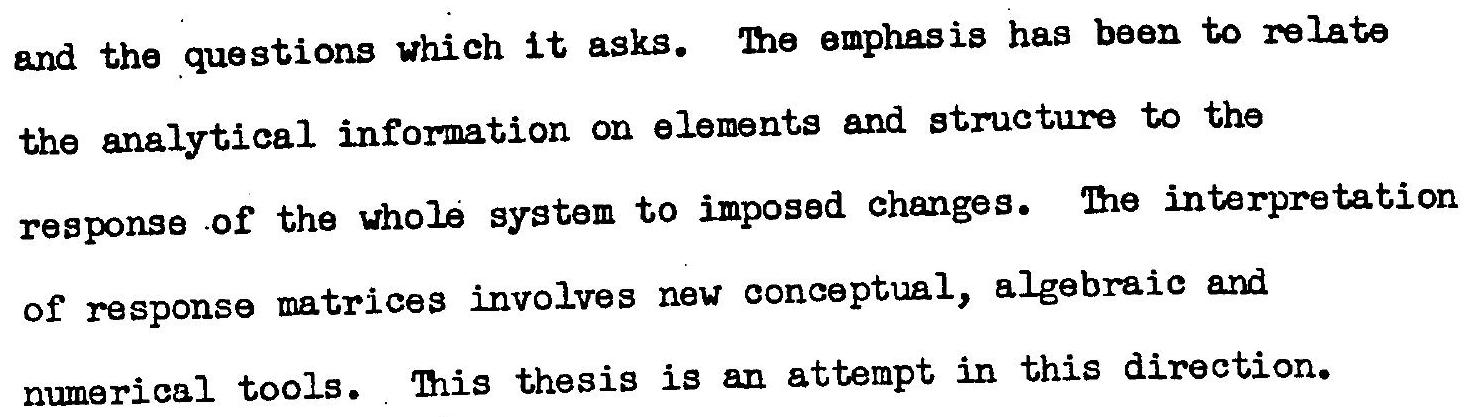 and the questions which it asks.  The emphasis has been to relate
the analytical information on elements and structure to the
response of the whole system to imposed changes.  The interpretation
of response matrices involves new conceptual, algebraic and
numerical tools.  This thesis is an attempt in this direction.